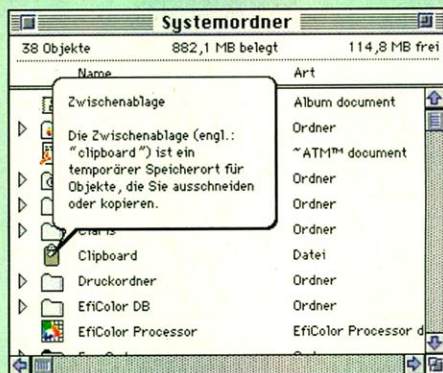 Systemordner
38 Objekte 882,1 MB belegt 114,8 MB frei
Name Art
Zwischenablage
Die Zwischenablage (engl.:
"clipboard") ist ein
temporärer Speicherort für
Objekte, die Sie ausschneiden
oder kopieren.
Album document
Ordner
~ATM™ document
Ordner
Ordner
Claris Ordner
Clipboard Datei
Druckordner Ordner
EfiColor DB Ordner
EfiColor Processor EfiColor Processor d